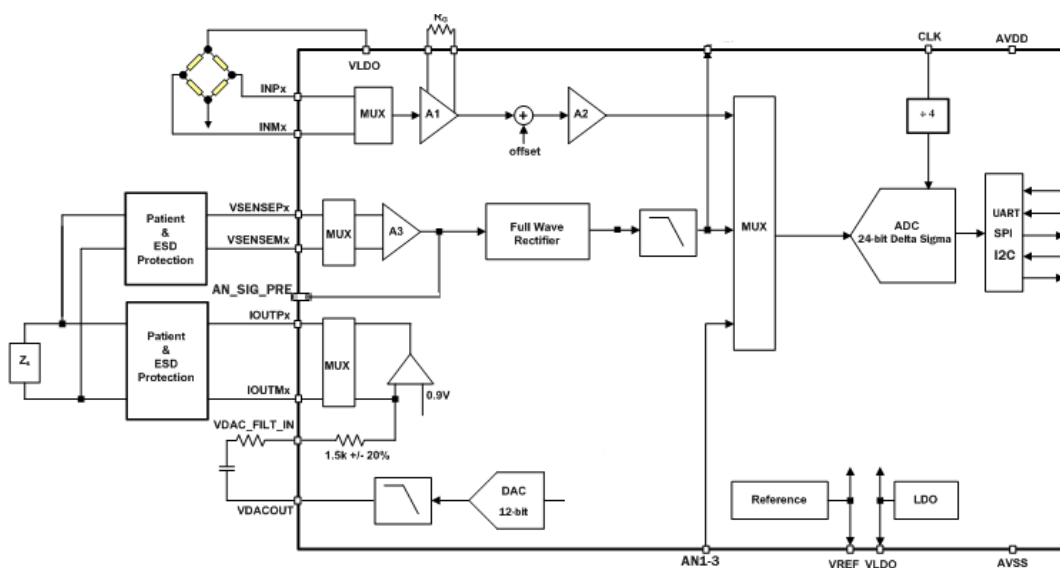 RG
CLK
AVDD
VLDO
INPx
MUX
A1
A2
÷ 4
INMx
offset
Patient
&
ESD
Protection
VSENSEPx
VSENSEMx
MUX
A3
Full Wave
Rectifier
MUX
ADC
24-bit Delta Sigma
UART
SPI
I2C
AN_SIG_PRE
IOUTPx
Patient
&
ESD
Protection
MUX
IOUTMx
0.9V
VDAC_FILT_IN
1.5k +/- 20%
DAC
12-bit
VDACOUT
Reference
LDO
AN1-3
VREF
VLDO
AVSS